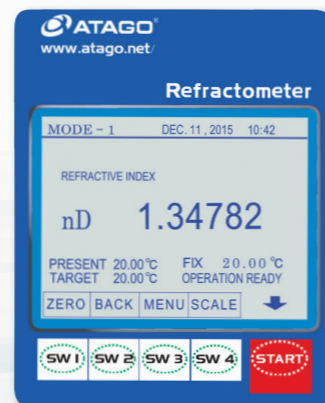 ATAGO®
www.atago.net/
Refractometer
MODE - 1 DEC. 11 , 2015 10:42
REFRACTIVE INDEX
nD 1.34782
PRESENT 20.00°C FIX 20.00 °C
TARGET 20.00°C OPERATION READY
ZERO BACK MENU SCALE
SW 1 SW 2 SW 3 SW 4 START